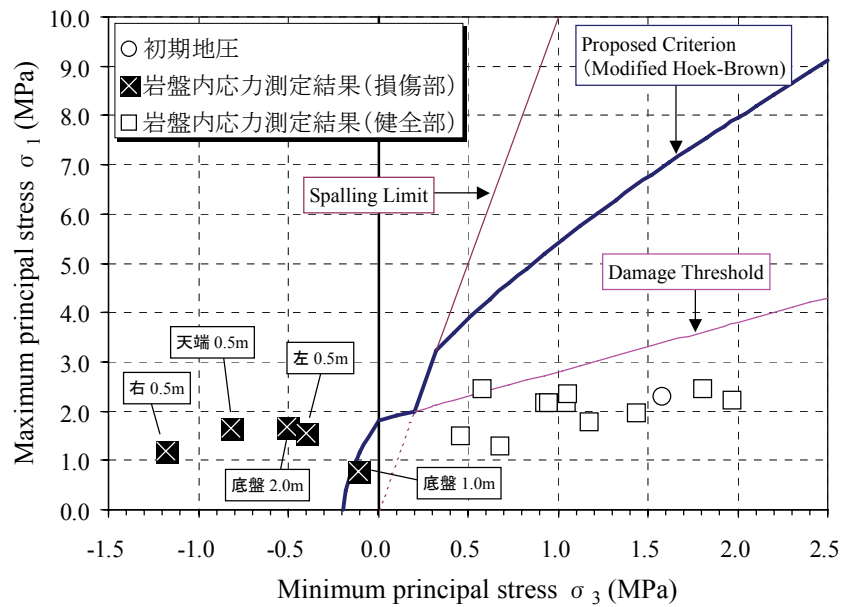 10.0
9.0
8.0
7.0
6.0
5.0
4.0
3.0
2.0
1.0
0.0
Maximum principal stress σ 1 (MPa)
初期地圧
岩盤内応力測定結果(損傷部)
岩盤内応力測定結果(健全部)
Proposed Criterion
(Modified Hoek-Brown)
Spalling Limit
Damage Threshold
天端 0.5m
左 0.5m
右 0.5m
底盤 2.0m
底盤 1.0m
-1.5 -1.0 -0.5 0.0 0.5 1.0 1.5 2.0 2.5
Minimum principal stress σ 3 (MPa)